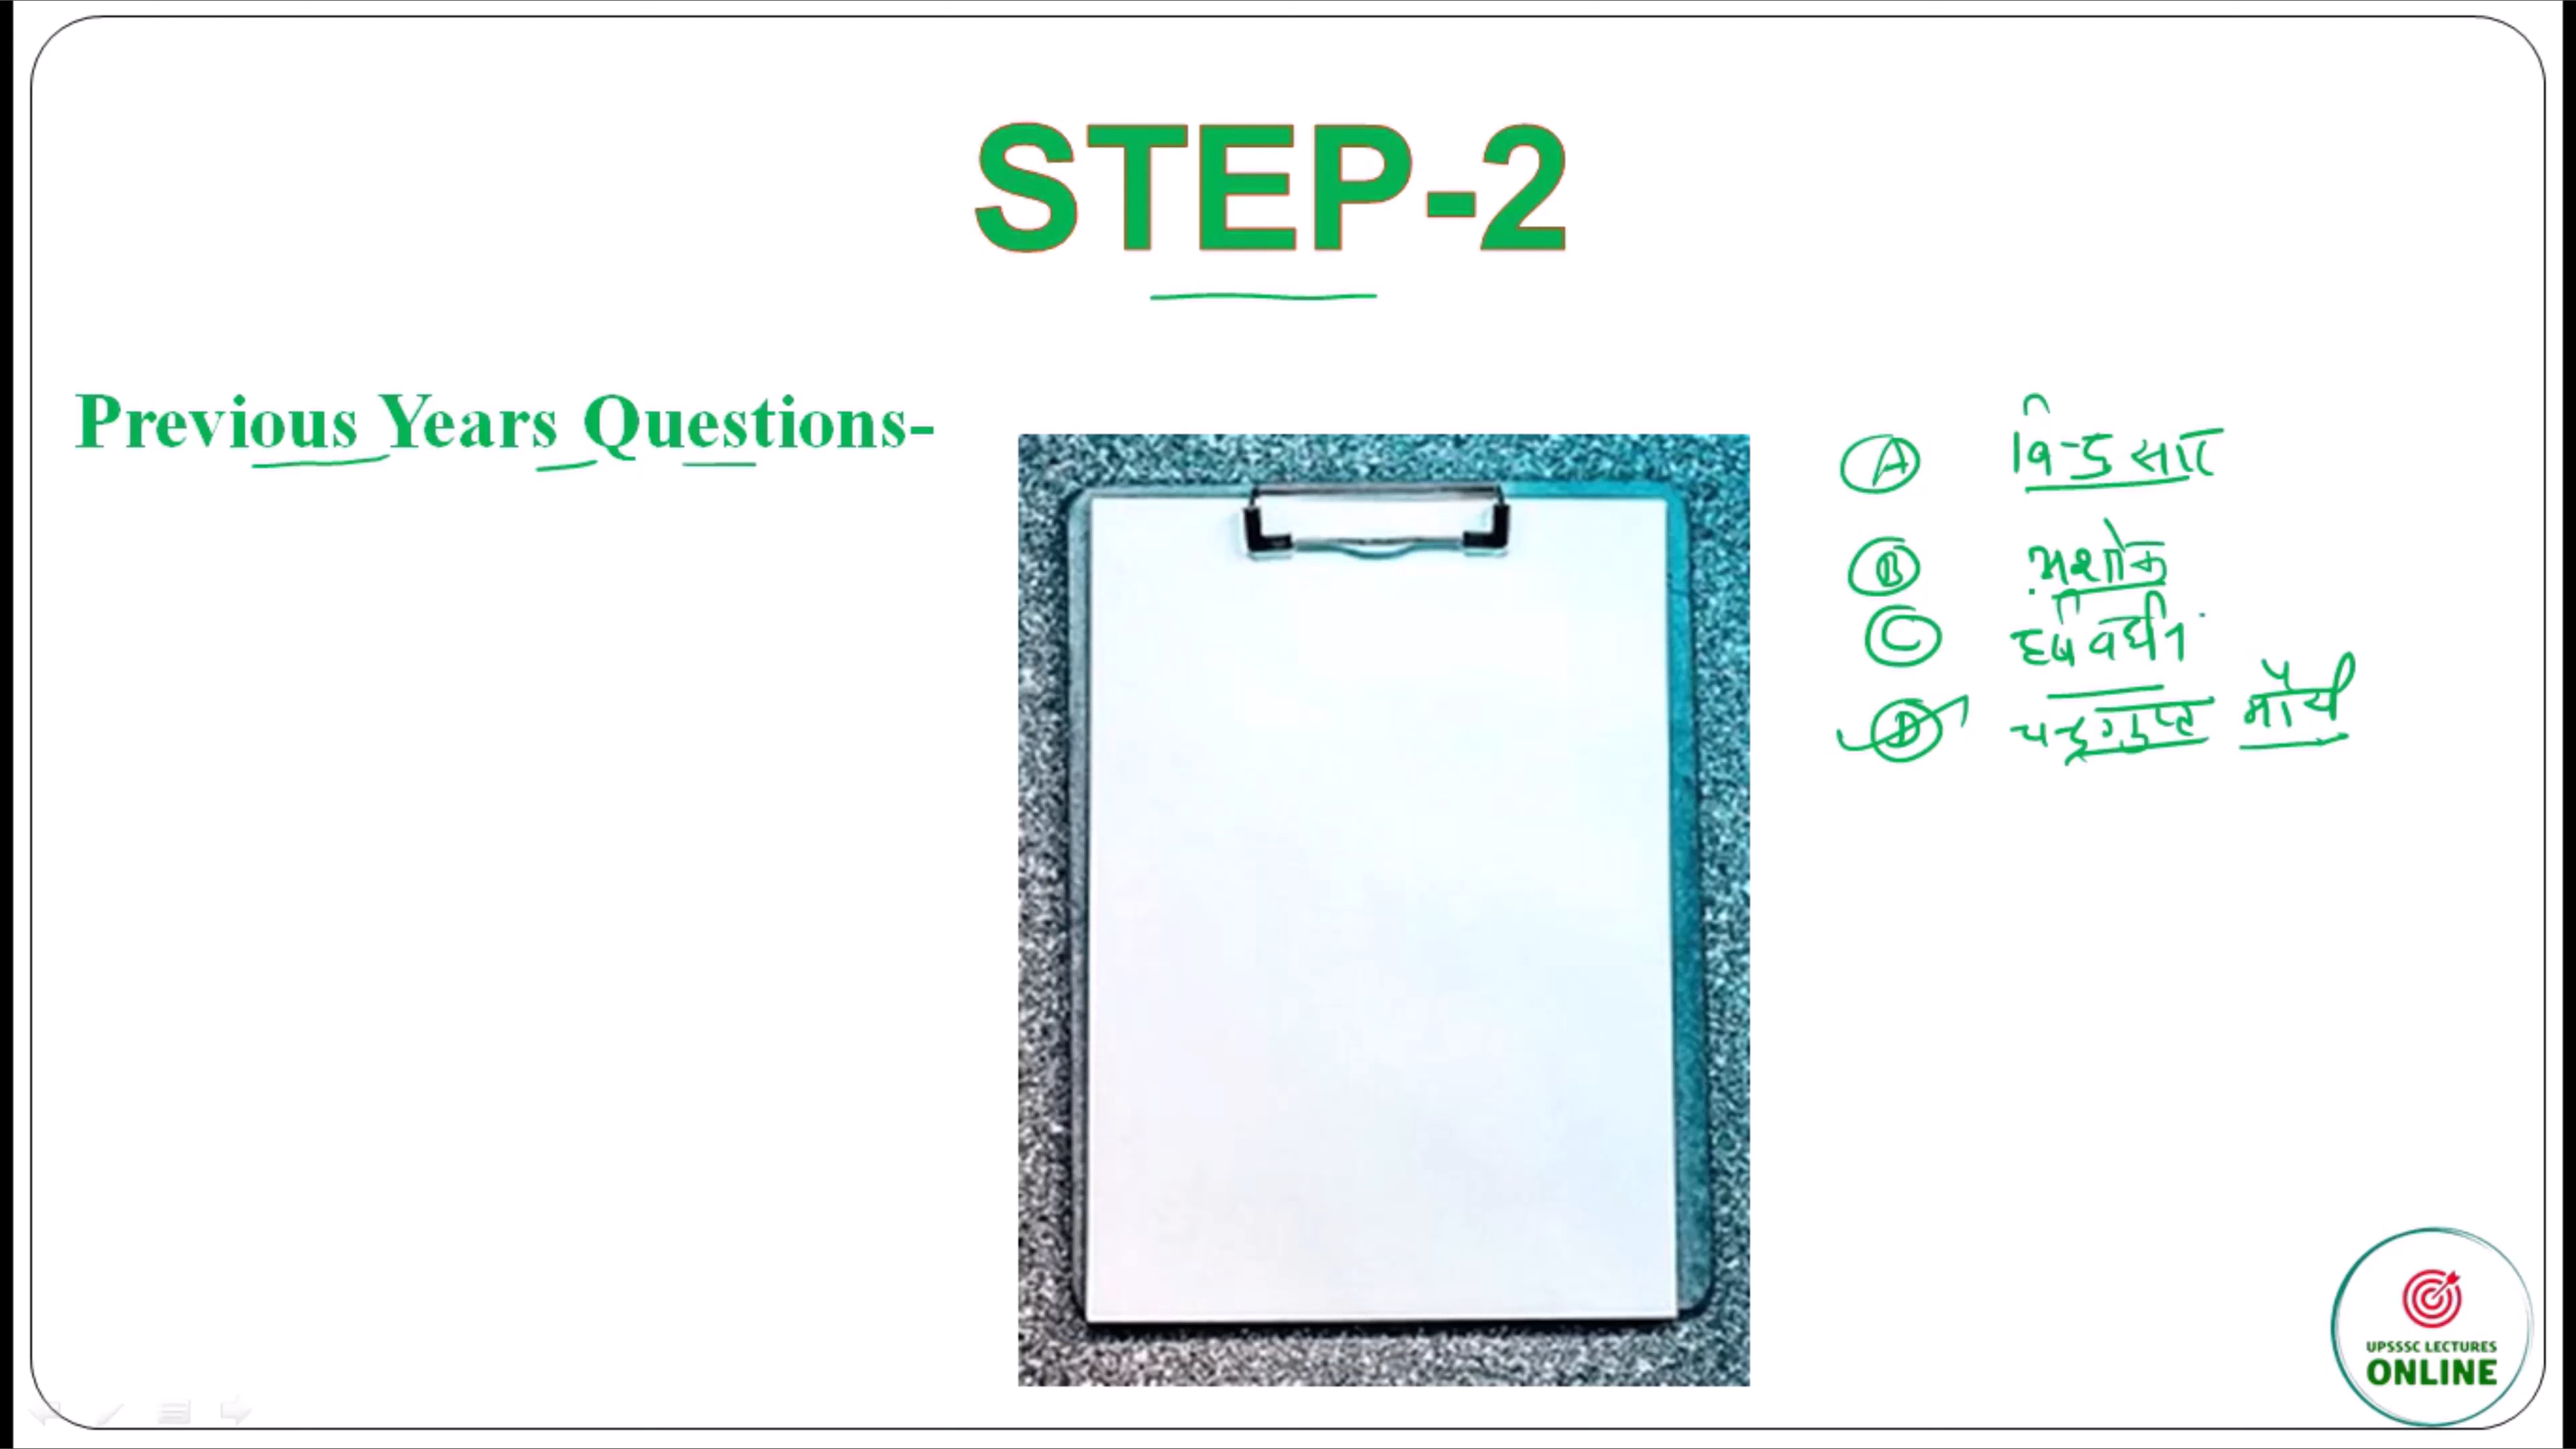 STEP-2
Previous Years Questions-
A बिन्दुसार
B अशोक
C हर्षवर्धन
D चन्द्रगुप्त मौर्य
UPSSSC LECTURES
ONLINE